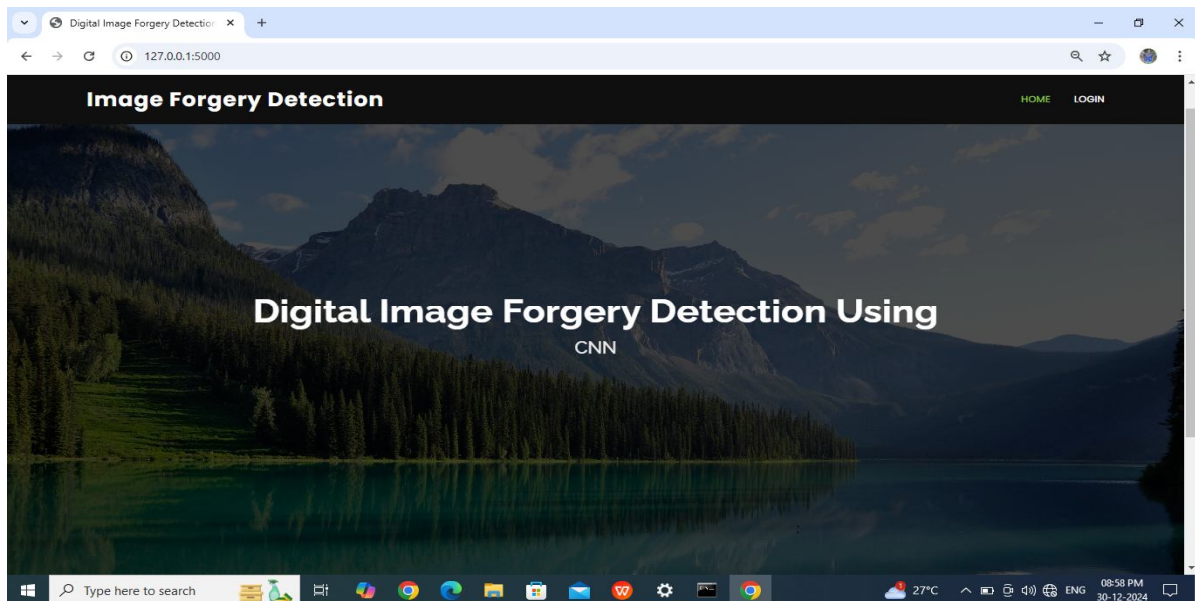 Digital Image Forgery Detection
127.0.0.1:5000
Image Forgery Detection
HOME LOGIN
Digital Image Forgery Detection Using
CNN
Type here to search
27°C
ENG
08:58 PM
30-12-2024